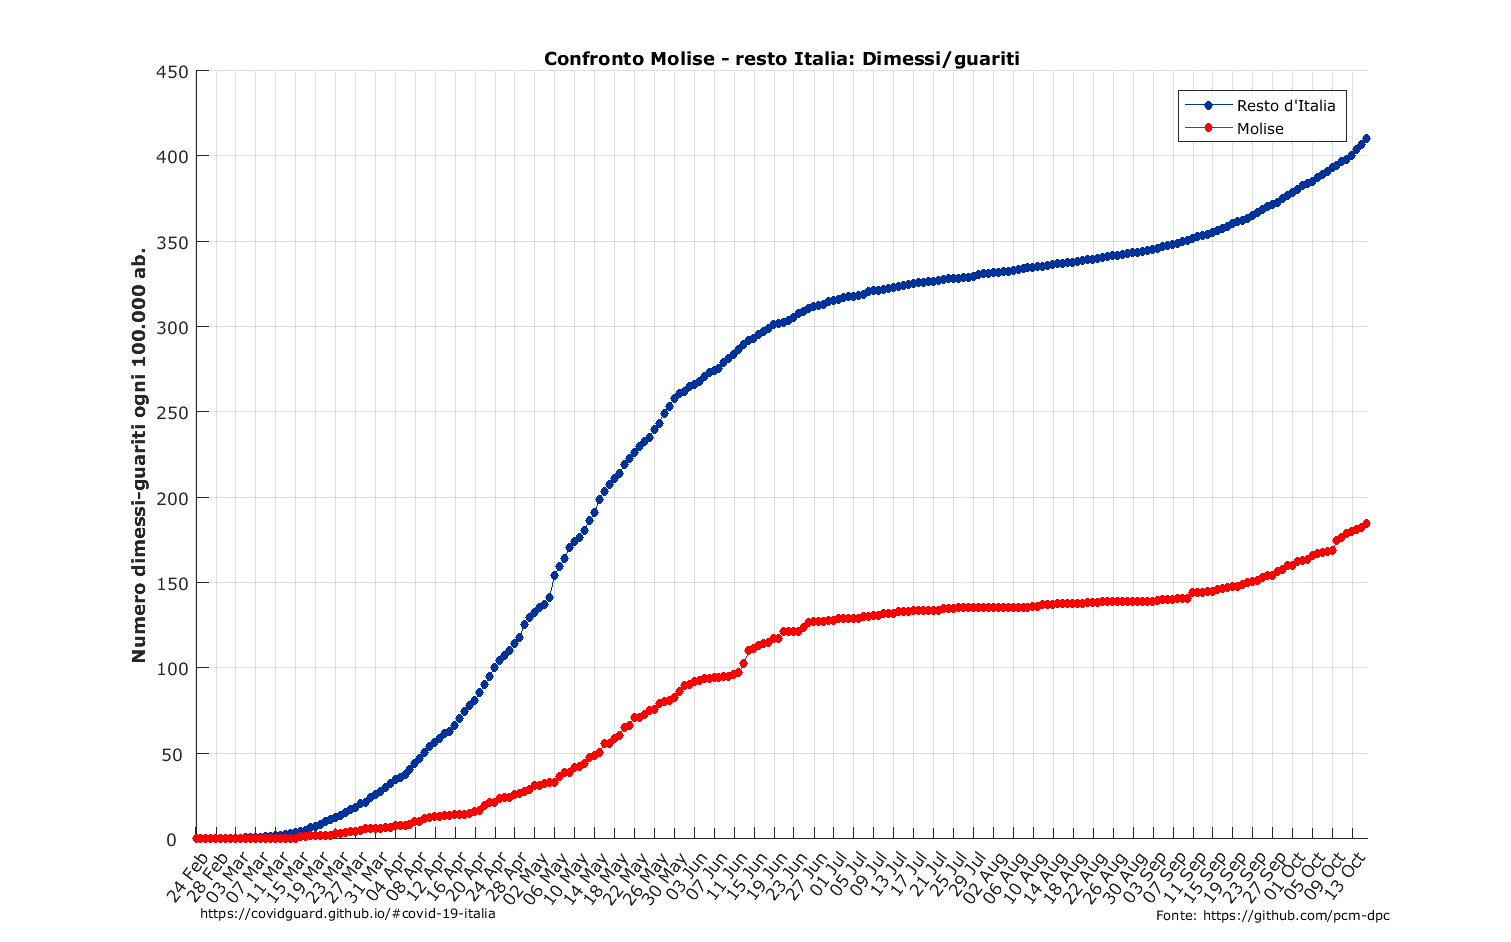 Confronto Molise - resto Italia: Dimessi/guariti
Numero dimessi-guariti ogni 100.000 ab.
450
400
350
300
250
200
150
100
50
0
Resto d'Italia
Molise
24 Feb
28 Feb
03 Mar
07 Mar
11 Mar
15 Mar
19 Mar
23 Mar
27 Mar
31 Mar
04 Apr
08 Apr
12 Apr
16 Apr
20 Apr
24 Apr
28 Apr
02 May
06 May
10 May
14 May
18 May
22 May
26 May
30 May
03 Jun
07 Jun
11 Jun
15 Jun
19 Jun
23 Jun
27 Jun
01 Jul
05 Jul
09 Jul
13 Jul
17 Jul
21 Jul
25 Jul
29 Jul
02 Aug
06 Aug
10 Aug
14 Aug
18 Aug
22 Aug
26 Aug
30 Aug
03 Sep
07 Sep
11 Sep
15 Sep
19 Sep
23 Sep
27 Sep
01 Oct
05 Oct
09 Oct
13 Oct
https://covidguard.github.io/#covid-19-italia
Fonte: https://github.com/pcm-dpc